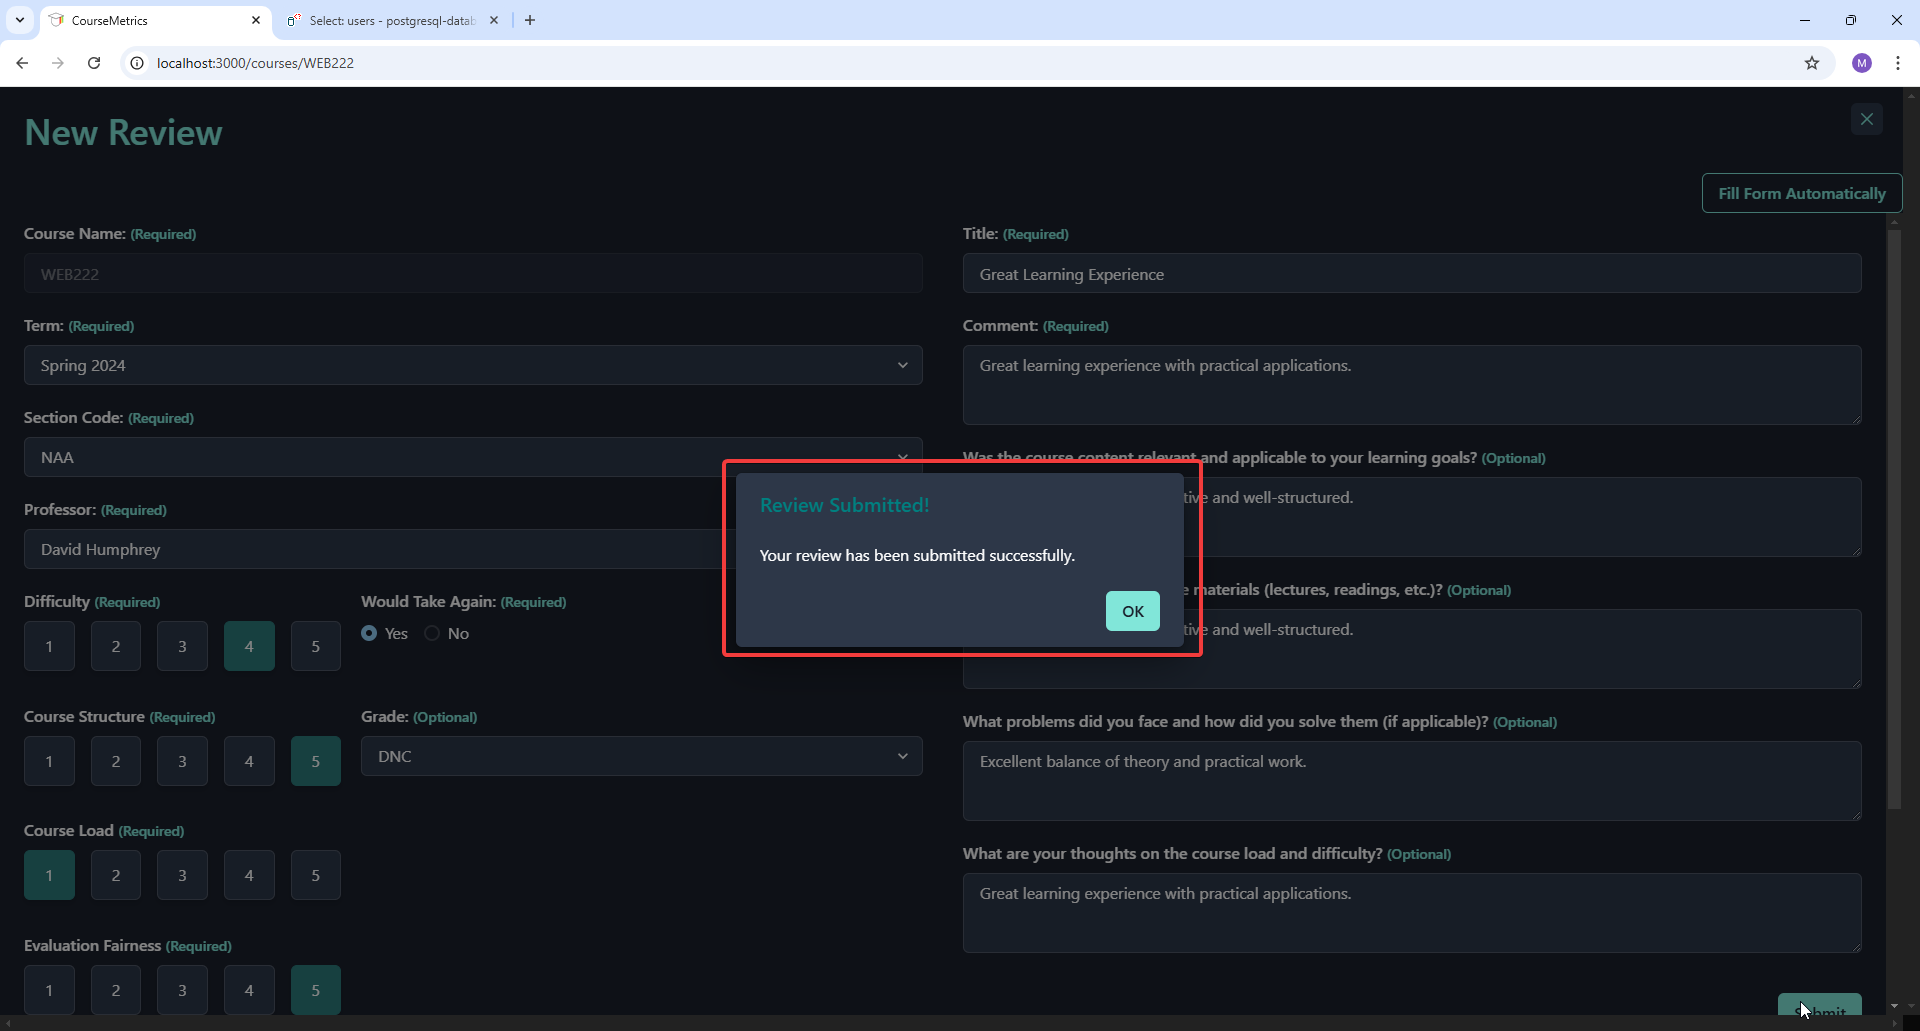 CourseMetrics
Select: users - postgresql-datab
localhost:3000/courses/WEB222
M
New Review
Fill Form Automatically
Course Name: (Required)
WEB222
Term: (Required)
Spring 2024
Section Code: (Required)
NAA
Professor: (Required)
David Humphrey
Difficulty (Required)
1 2 3 4 5
Would Take Again: (Required)
Yes No
Course Structure (Required)
1 2 3 4 5
Grade: (Optional)
DNC
Course Load (Required)
1 2 3 4 5
Evaluation Fairness (Required)
1 2 3 4 5
Title: (Required)
Great Learning Experience
Comment: (Required)
Great learning experience with practical applications.
Was the course content relevant and applicable to your learning goals? (Optional)
and well-structured.
materials (lectures, readings, etc.)? (Optional)
and well-structured.
What problems did you face and how did you solve them (if applicable)? (Optional)
Excellent balance of theory and practical work.
What are your thoughts on the course load and difficulty? (Optional)
Great learning experience with practical applications.
Review Submitted!
Your review has been submitted successfully.
OK